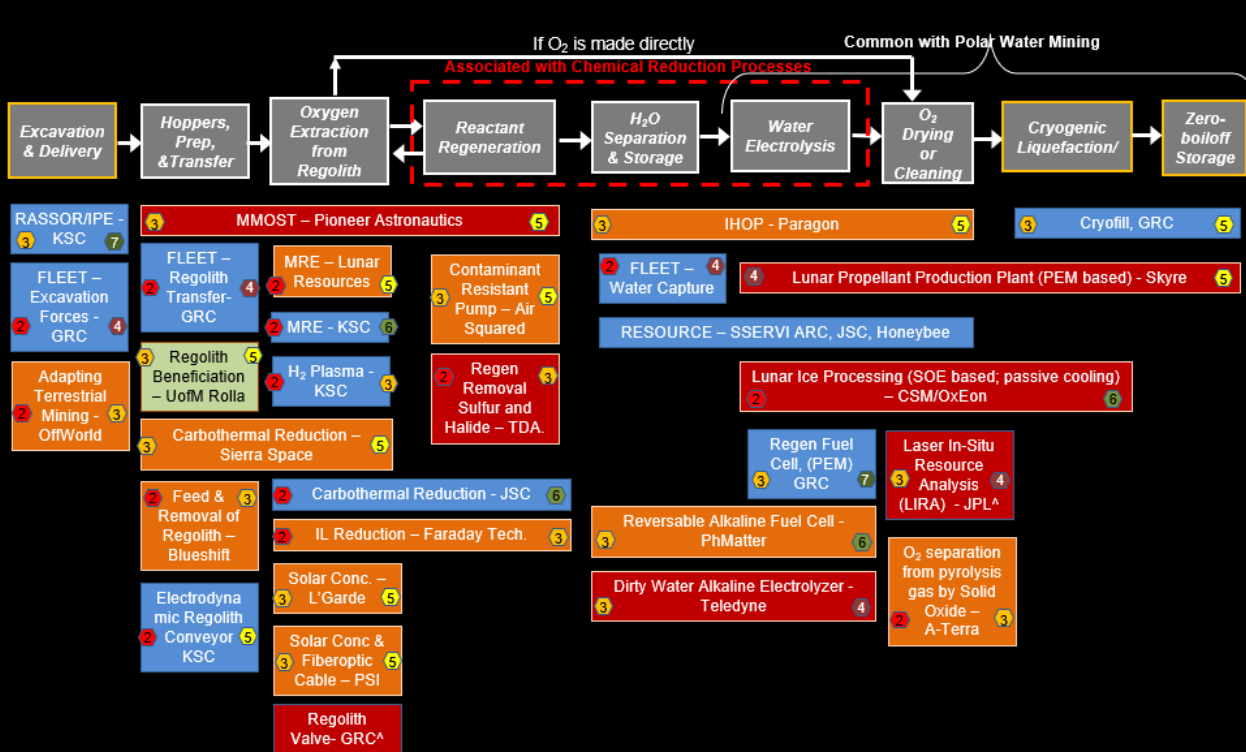 If O₂ is made directly
Common with Polar Water Mining
Associated with Chemical Reduction Processes
Excavation
& Delivery
Hoppers,
Prep,
&Transfer
Oxygen
Extraction
from
Regolith
Reactant
Regeneration
H₂O
Separation
& Storage
Water
Electrolysis
O₂
Drying
or
Cleaning
Cryogenic
Liquefaction/
Zero-
boiloff
Storage
RASSOR/IPE -
3 KSC 7
FLEET –
Excavation
Forces -
2 GRC 4
Adapting
Terrestrial
2 Mining - 3
OffWorld
3 MMOST – Pioneer Astronautics 5
FLEET –
Regolith
2 Transfer- 4
GRC
3 Regolith 5
Beneficiation
– UofM Rolla
MRE – Lunar
2 Resources 5
2 MRE - KSC 6
2 H₂ Plasma - 3
KSC
3 Carbothermal Reduction – 5
Sierra Space
2 Feed & 3
Removal of
Regolith –
Blueshift
2 Carbothermal Reduction - JSC 6
2 IL Reduction – Faraday Tech. 3
Electrodyna
mic Regolith
2 Conveyor 5
KSC
Solar Conc. –
3 L'Garde 5
Solar Conc &
3 Fiberoptic 5
Cable – PSI
Regolith
Valve- GRC^
Contaminant
3 Resistant 5
Pump – Air
Squared
2 Regen 3
Removal
Sulfur and
Halide – TDA.
3 IHOP - Paragon 5
3 Cryofill, GRC 5
2 FLEET – 4
Water Capture
4 Lunar Propellant Production Plant (PEM based) - Skyre 5
RESOURCE – SSERVI ARC, JSC, Honeybee
Lunar Ice Processing (SOE based; passive cooling)
2 – CSM/OxEon 6
Regen Fuel
Cell, (PEM)
3 GRC 7
Laser In-Situ
Resource
3 Analysis 4
(LIRA) - JPL^
Reversable Alkaline Fuel Cell -
3 PhMatter 6
Dirty Water Alkaline Electrolyzer -
3 Teledyne 4
O₂ separation
from pyrolysis
gas by Solid
2 Oxide – 3
A-Terra